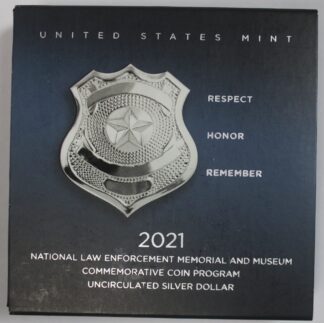 UNITED STATES MINT
RESPECT
HONOR
REMEMBER
2021
NATIONAL LAW ENFORCEMENT MEMORIAL AND MUSEUM
COMMEMORATIVE COIN PROGRAM
UNCIRCULATED SILVER DOLLAR